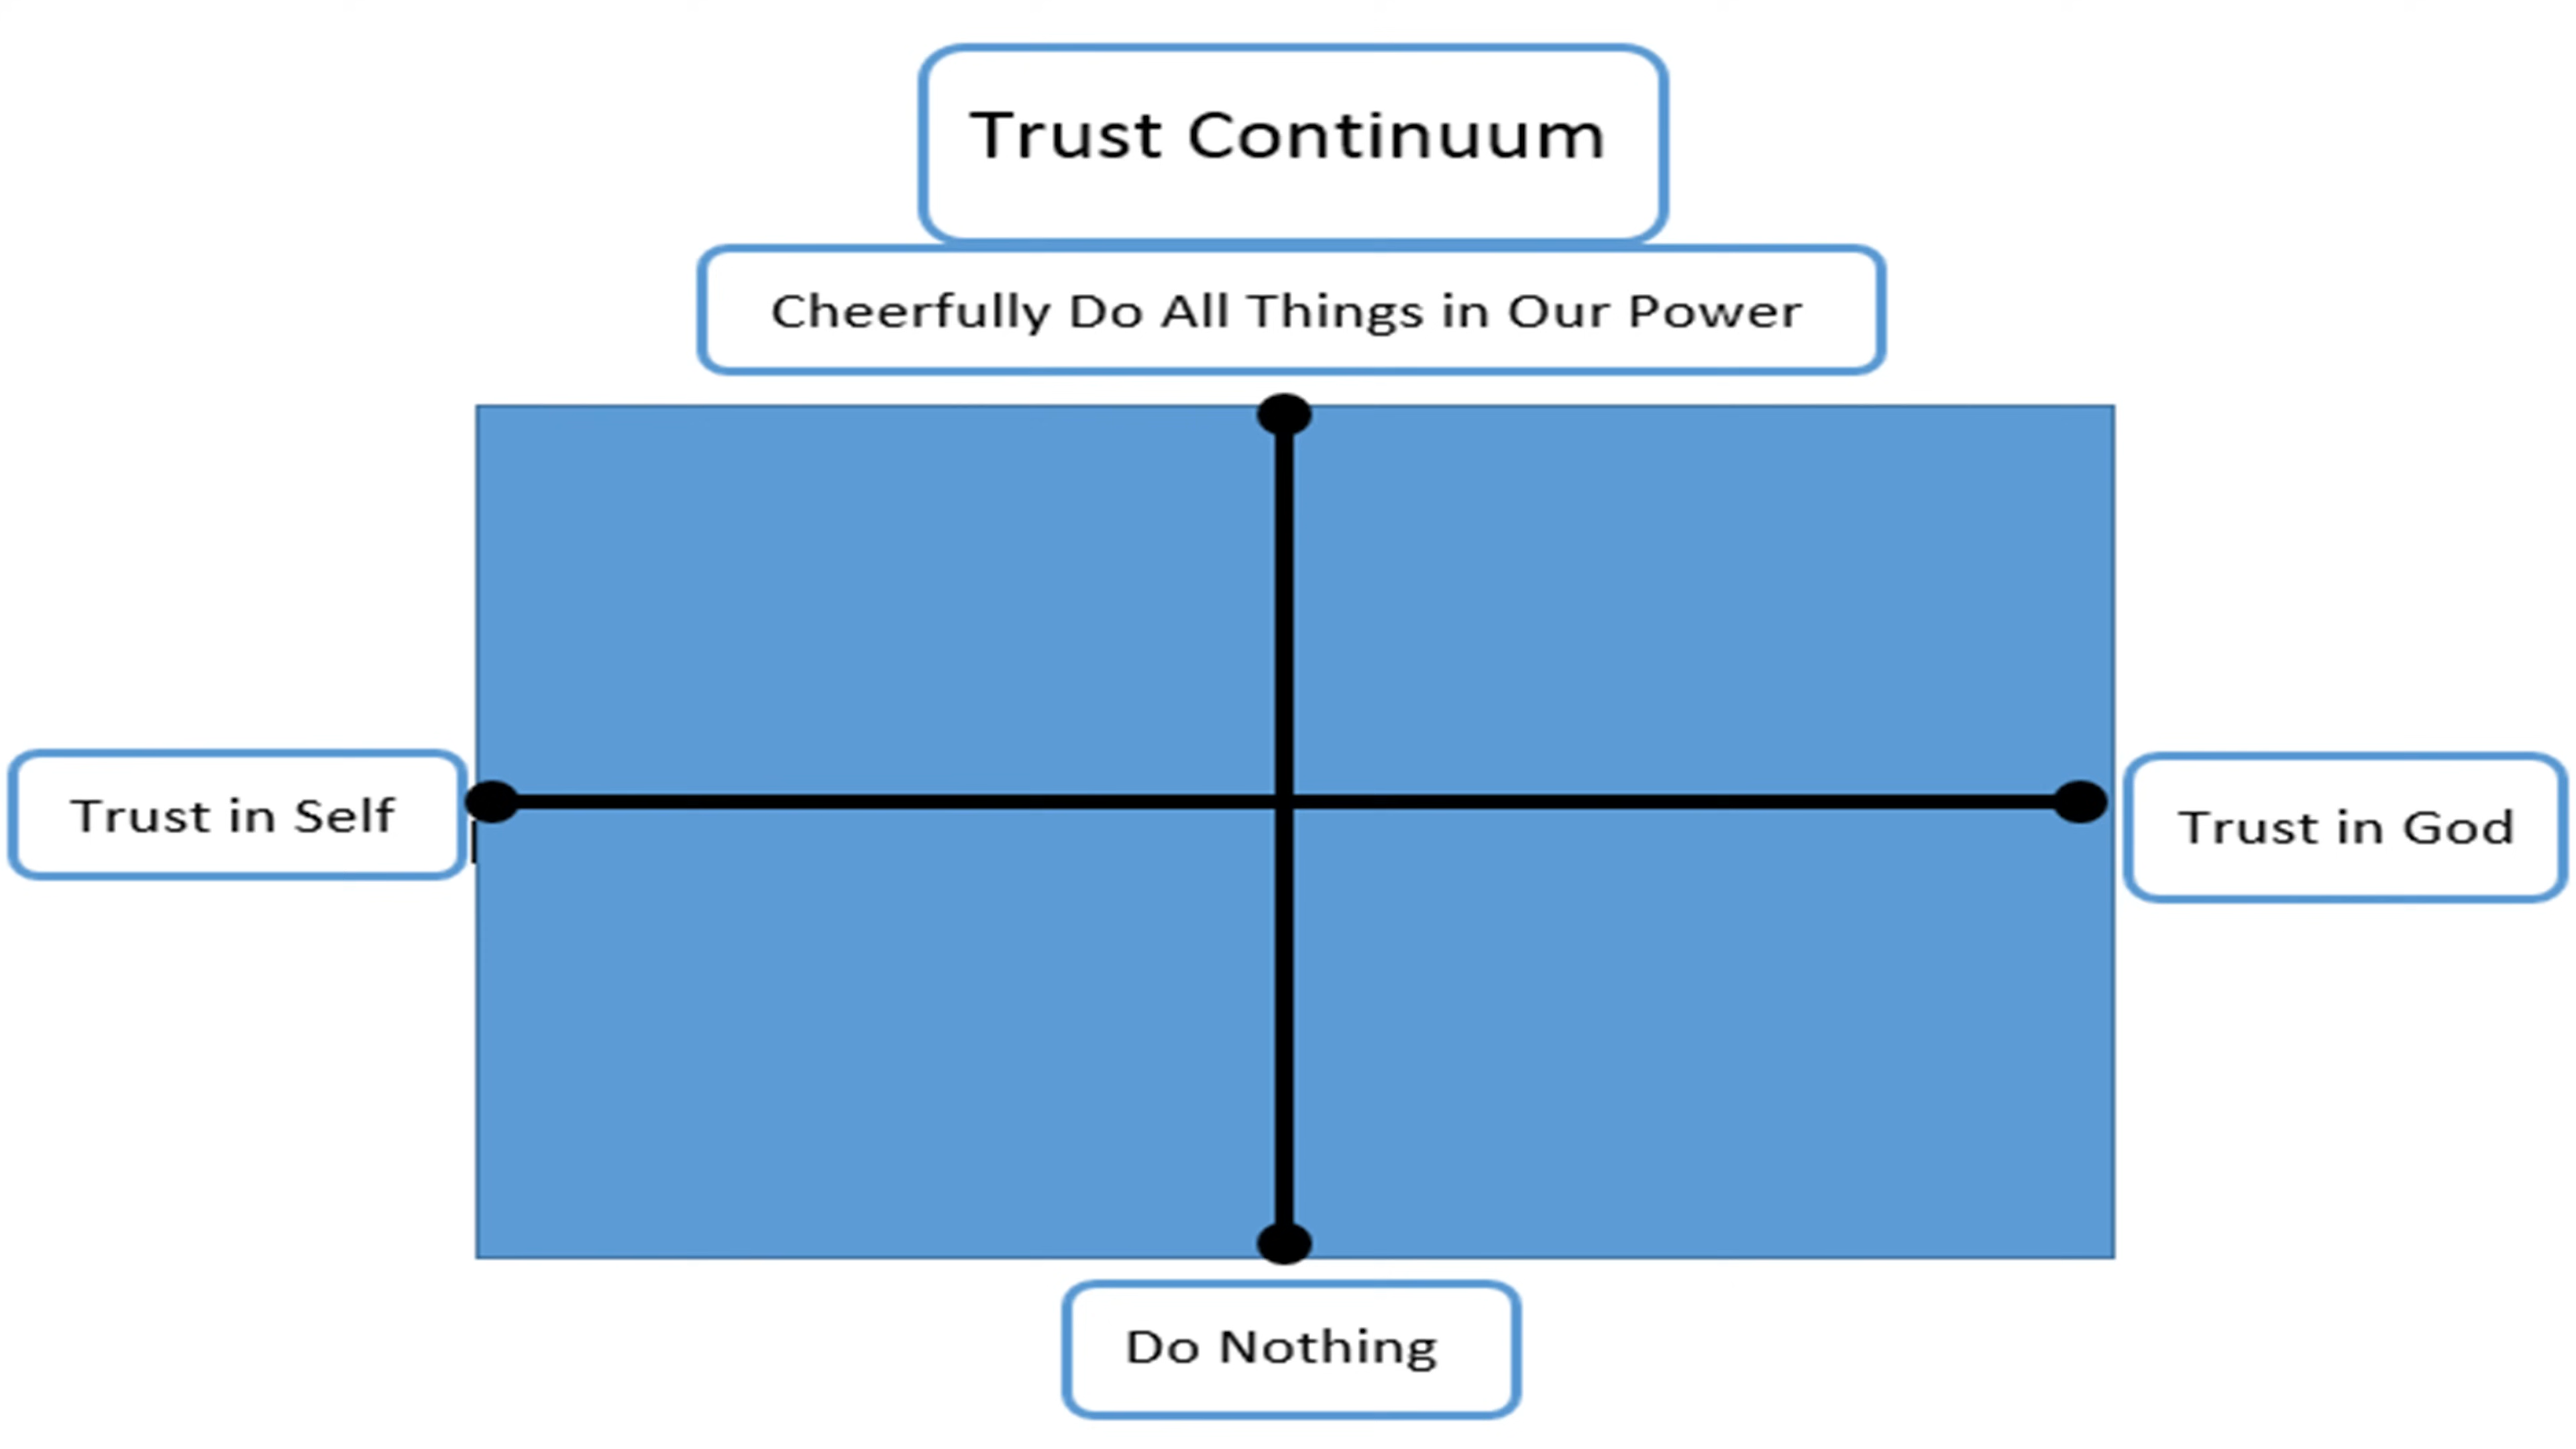 Trust Continuum
Cheerfully Do All Things in Our Power
Trust in Self
Trust in God
Do Nothing